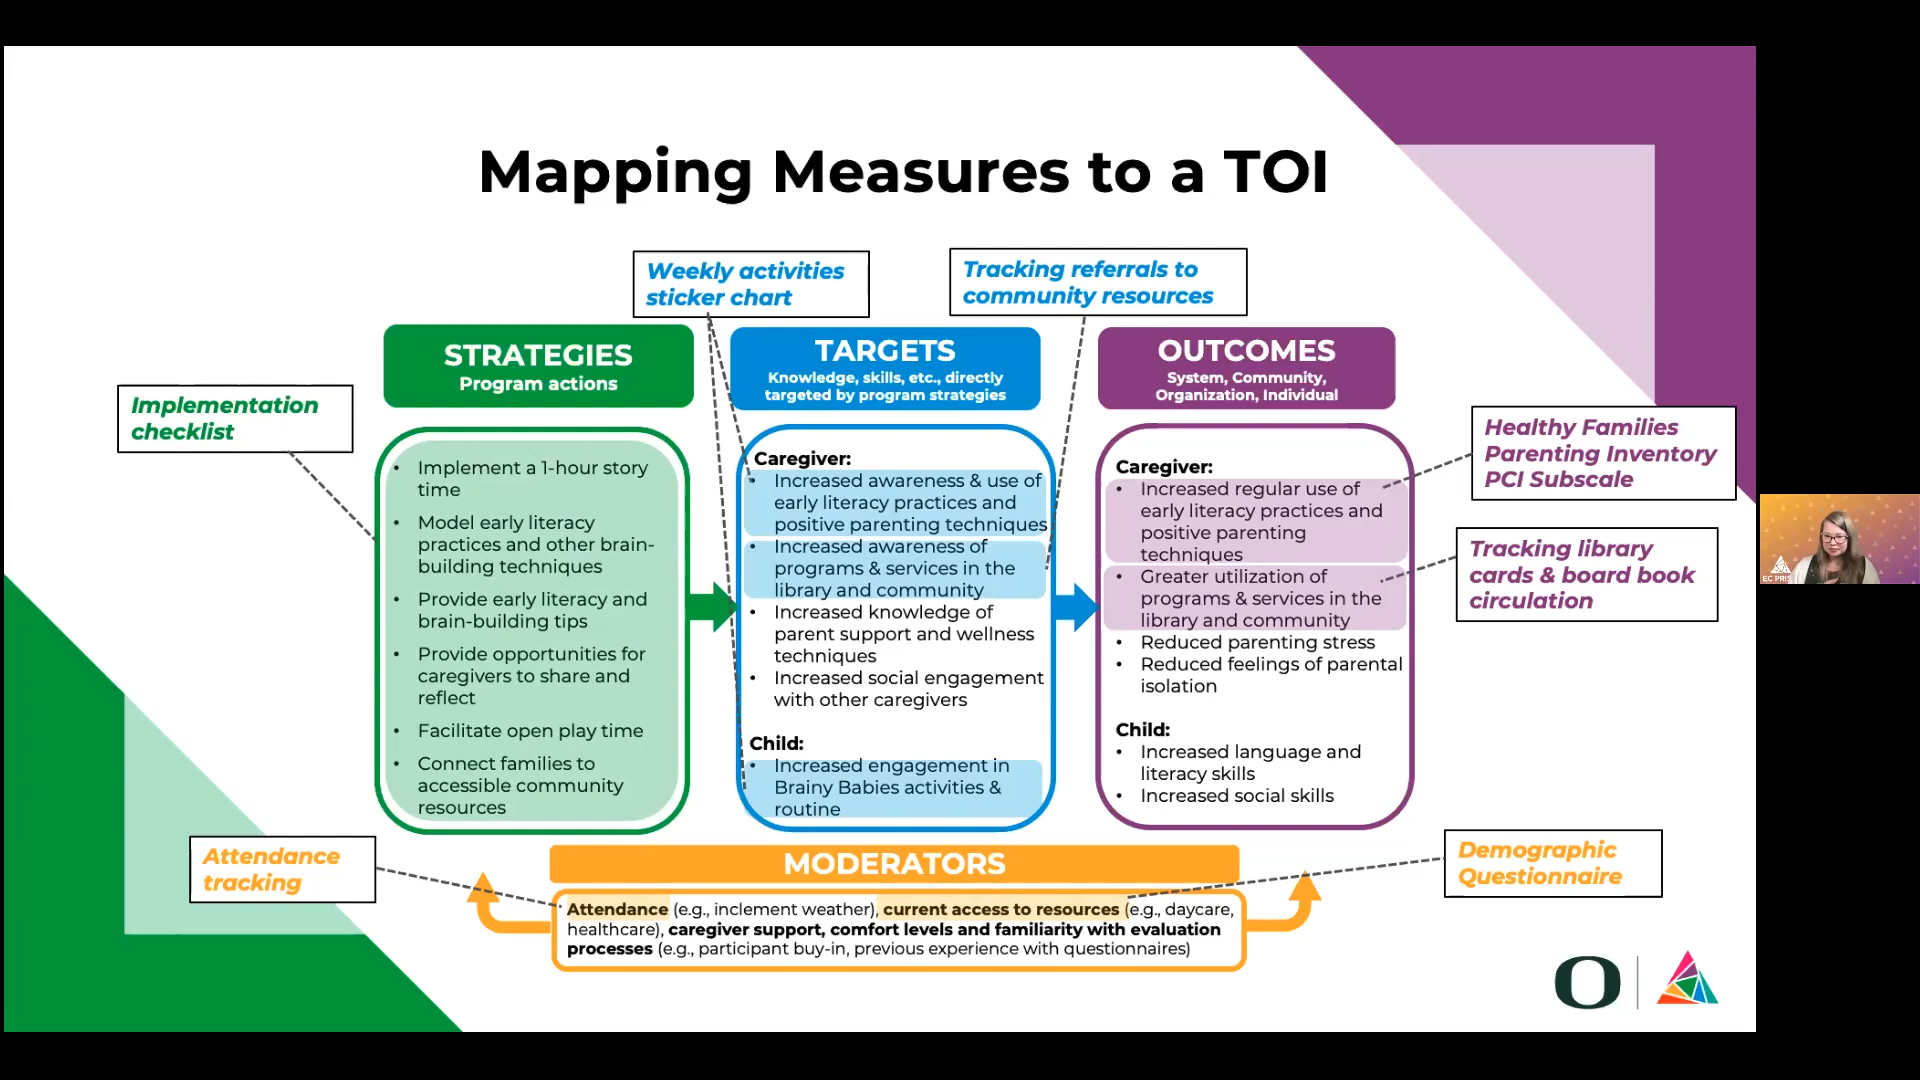 Mapping Measures to a TOI
Weekly activities
sticker chart
Tracking referrals to
community resources
Implementation
checklist
STRATEGIES
Program actions
• Implement a 1-hour story
time
• Model early literacy
practices and other brain-
building techniques
• Provide early literacy and
brain-building tips
• Provide opportunities for
caregivers to share and
reflect
• Facilitate open play time
• Connect families to
accessible community
resources
TARGETS
Knowledge, skills, etc., directly
targeted by program strategies
Caregiver:
• Increased awareness & use of
early literacy practices and
positive parenting techniques
• Increased awareness of
programs & services in the
library and community
• Increased knowledge of
parent support and wellness
techniques
• Increased social engagement
with other caregivers
Child:
• Increased engagement in
Brainy Babies activities &
routine
OUTCOMES
System, Community,
Organization, Individual
Caregiver:
• Increased regular use of
early literacy practices and
positive parenting
techniques
• Greater utilization of
programs & services in the
library and community
• Reduced parenting stress
• Reduced feelings of parental
isolation
Child:
• Increased language and
literacy skills
• Increased social skills
Healthy Families
Parenting Inventory
PCI Subscale
Tracking library
cards & board book
circulation
Attendance
tracking
MODERATORS
Attendance (e.g., inclement weather), current access to resources (e.g., daycare,
healthcare), caregiver support, comfort levels and familiarity with evaluation
processes (e.g., participant buy-in, previous experience with questionnaires)
Demographic
Questionnaire
O
EC PRISM